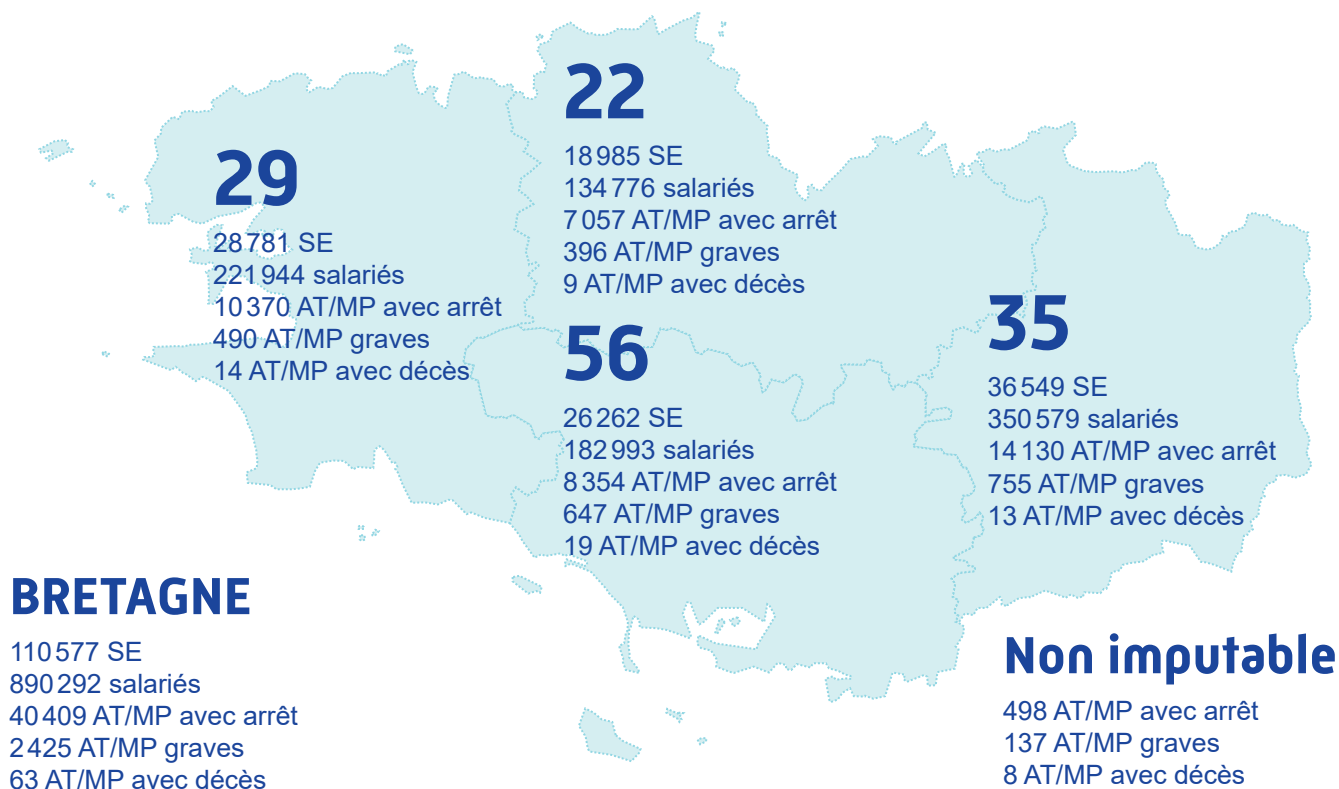 22
18 985 SE
134 776 salariés
7 057 AT/MP avec arrêt
396 AT/MP graves
9 AT/MP avec décès
29
28 781 SE
221 944 salariés
10 370 AT/MP avec arrêt
490 AT/MP graves
14 AT/MP avec décès
56
26 262 SE
182 993 salariés
8 354 AT/MP avec arrêt
647 AT/MP graves
19 AT/MP avec décès
35
36 549 SE
350 579 salariés
14 130 AT/MP avec arrêt
755 AT/MP graves
13 AT/MP avec décès
BRETAGNE
110 577 SE
890 292 salariés
40 409 AT/MP avec arrêt
2 425 AT/MP graves
63 AT/MP avec décès
Non imputable
498 AT/MP avec arrêt
137 AT/MP graves
8 AT/MP avec décès